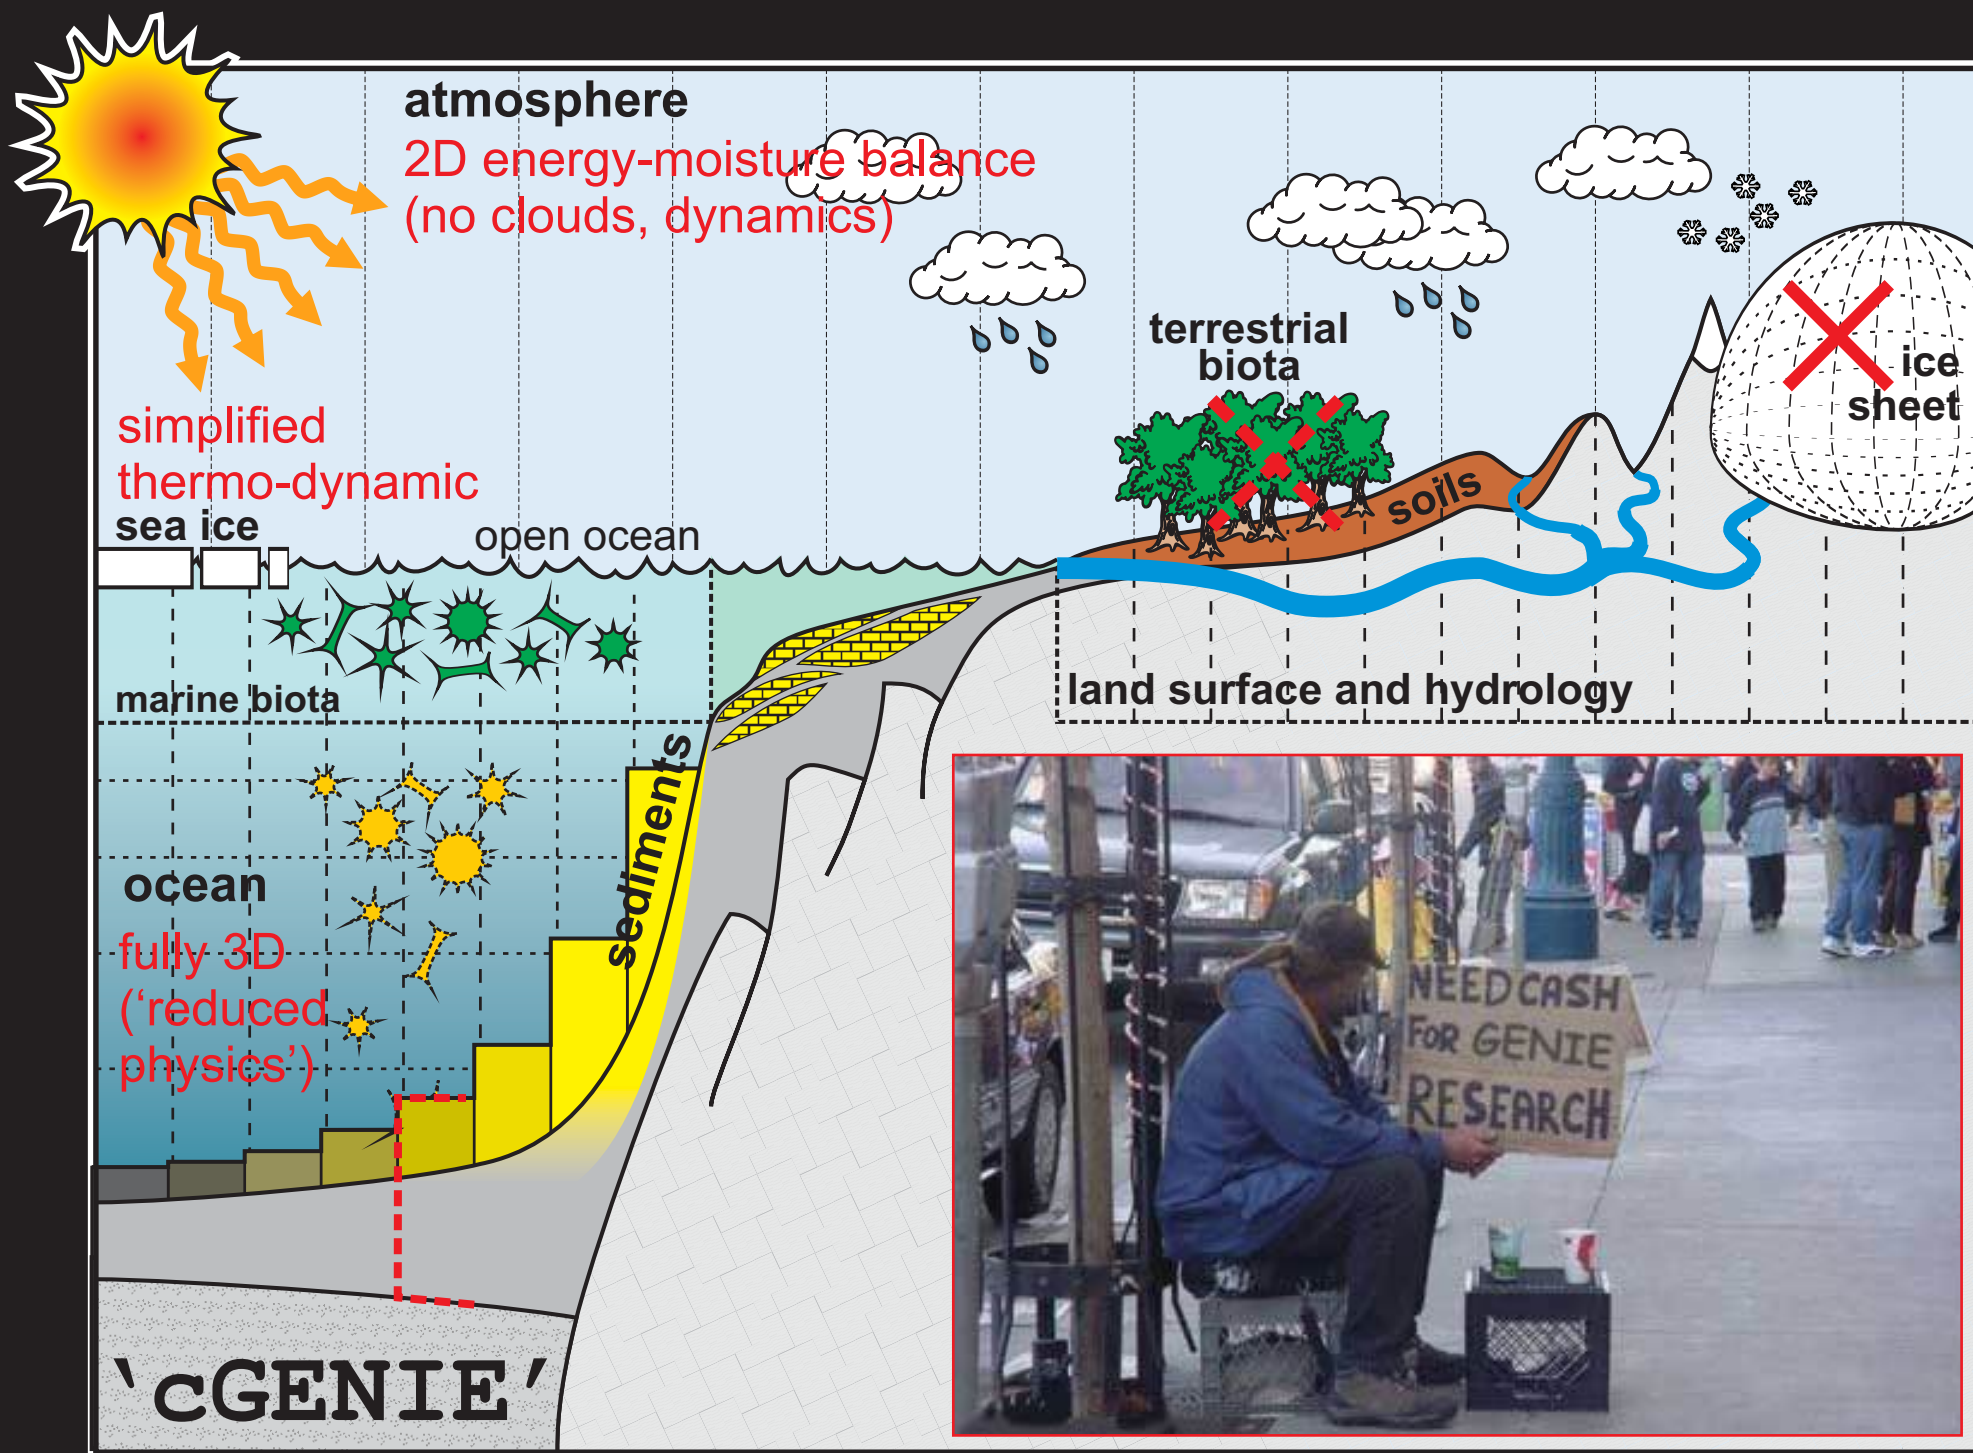 atmosphere
2D energy-moisture balance
(no clouds, dynamics)
simplified
thermo-dynamic
sea ice
open ocean
terrestrial
biota
ice
sheet
soils
marine biota
land surface and hydrology
sediments
ocean
fully 3D
(‘reduced
physics’)
NEED CASH
FOR GENIE
RESEARCH
‘cGENIE’